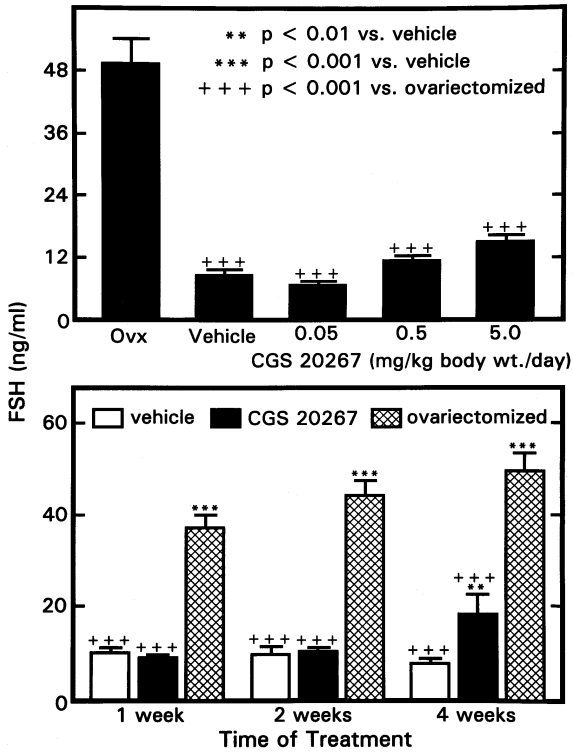 ** p < 0.01 vs. vehicle
*** p < 0.001 vs. vehicle
+++ p < 0.001 vs. ovariectomized
48
36
24
12
0
+++
+++
+++
+++
Ovx Vehicle 0.05 0.5 5.0
CGS 20267 (mg/kg body wt./day)
FSH (ng/ml)
60
40
20
0
vehicle CGS 20267 ovariectomized
***
***
***
+++
**
+++ +++
+++ +++
+++
1 week 2 weeks 4 weeks
Time of Treatment